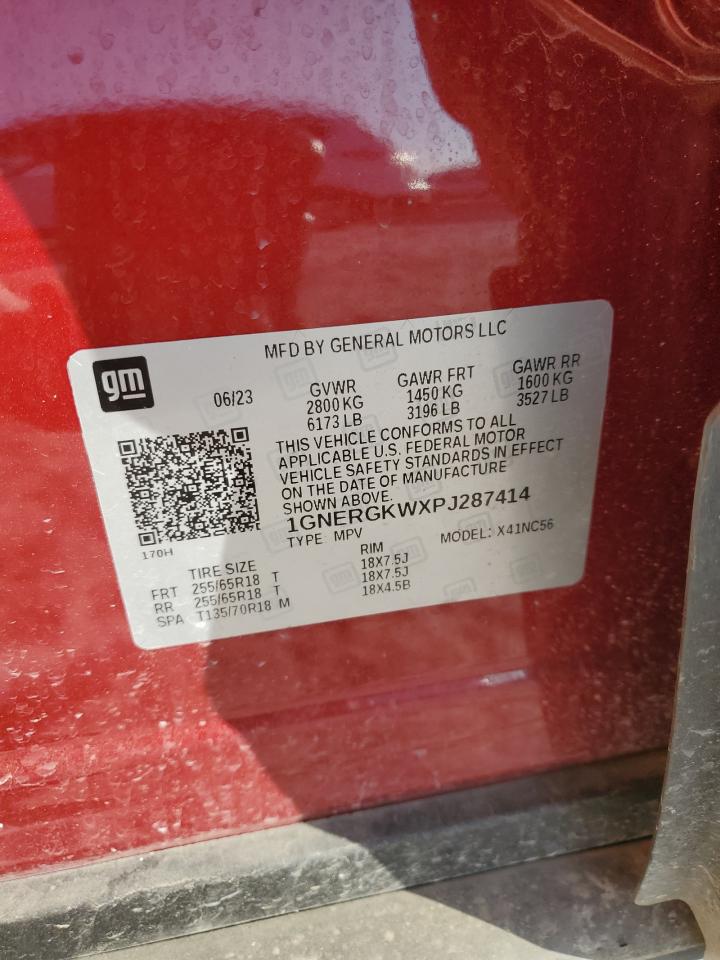 MFD BY GENERAL MOTORS LLC
gm
06/23 GVWR GAWR FRT GAWR RR
2800 KG 1450 KG 1600 KG
6173 LB 3196 LB 3527 LB
THIS VEHICLE CONFORMS TO ALL
APPLICABLE U.S. FEDERAL MOTOR
VEHICLE SAFETY STANDARDS IN EFFECT
ON THE DATE OF MANUFACTURE
SHOWN ABOVE.
1GNERGKWXPJ287414
170H
TYPE MPV MODEL: X41NC56
TIRE SIZE RIM
FRT 255/65R18 T 18X7.5J
RR 255/65R18 T 18X7.5J
SPA T135/70R18 M 18X4.5B